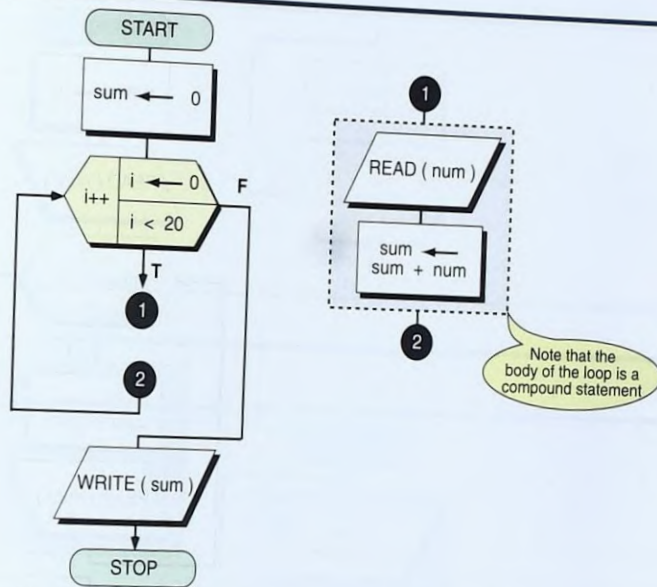 START
sum ← 0
i++
i ← 0
i < 20
F
T
1
2
WRITE ( sum )
STOP
1
READ ( num )
sum ←
sum + num
2
Note that the
body of the loop is a
compound statement